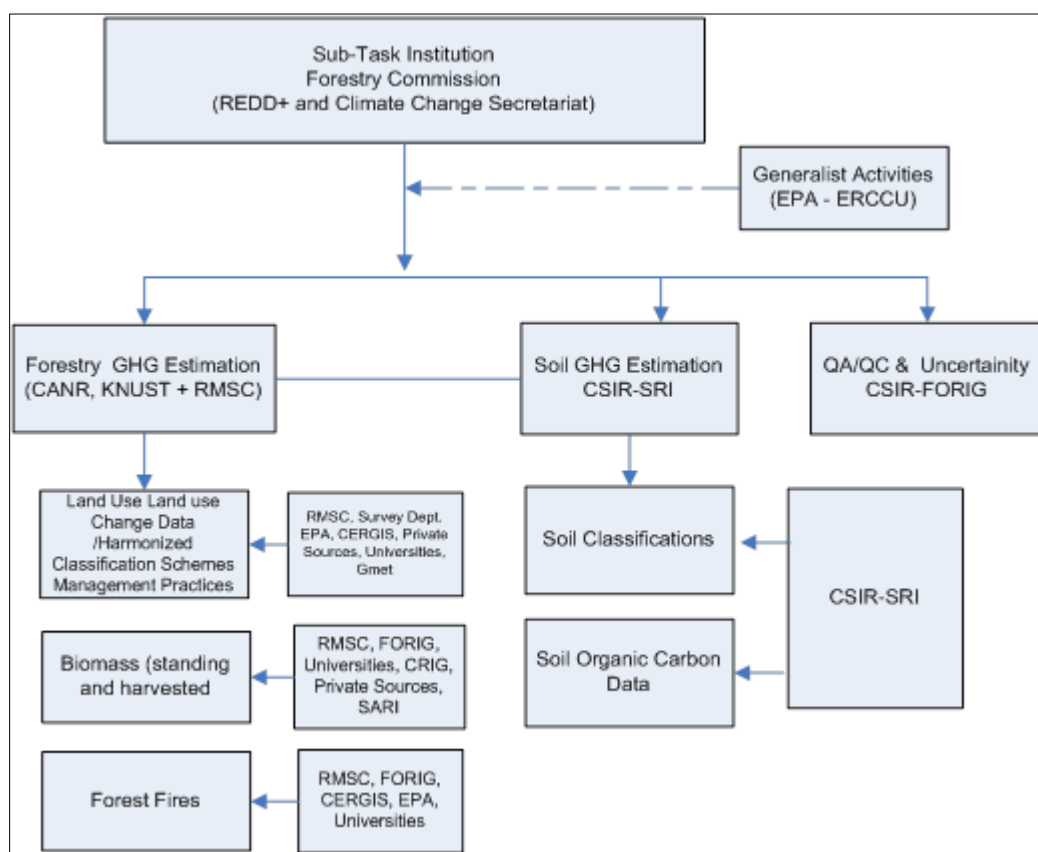 Sub-Task Institution
Forestry Commission
(REDD+ and Climate Change Secretariat)
Generalist Activities
(EPA - ERCCU)
Forestry GHG Estimation
(CANR, KNUST + RMSC)
Soil GHG Estimation
CSIR-SRI
QA/QC & Uncertainity
CSIR-FORIG
Land Use Land use
Change Data
/Harmonized
Classification Schemes
Management Practices
RMSC, Survey Dept.
EPA, CERGIS, Private
Sources, Universities,
Gmet
Soil Classifications
CSIR-SRI
Biomass (standing
and harvested
RMSC, FORIG,
Universities, CRIG,
Private Sources,
SARI
Soil Organic Carbon
Data
Forest Fires
RMSC, FORIG,
CERGIS, EPA,
Universities